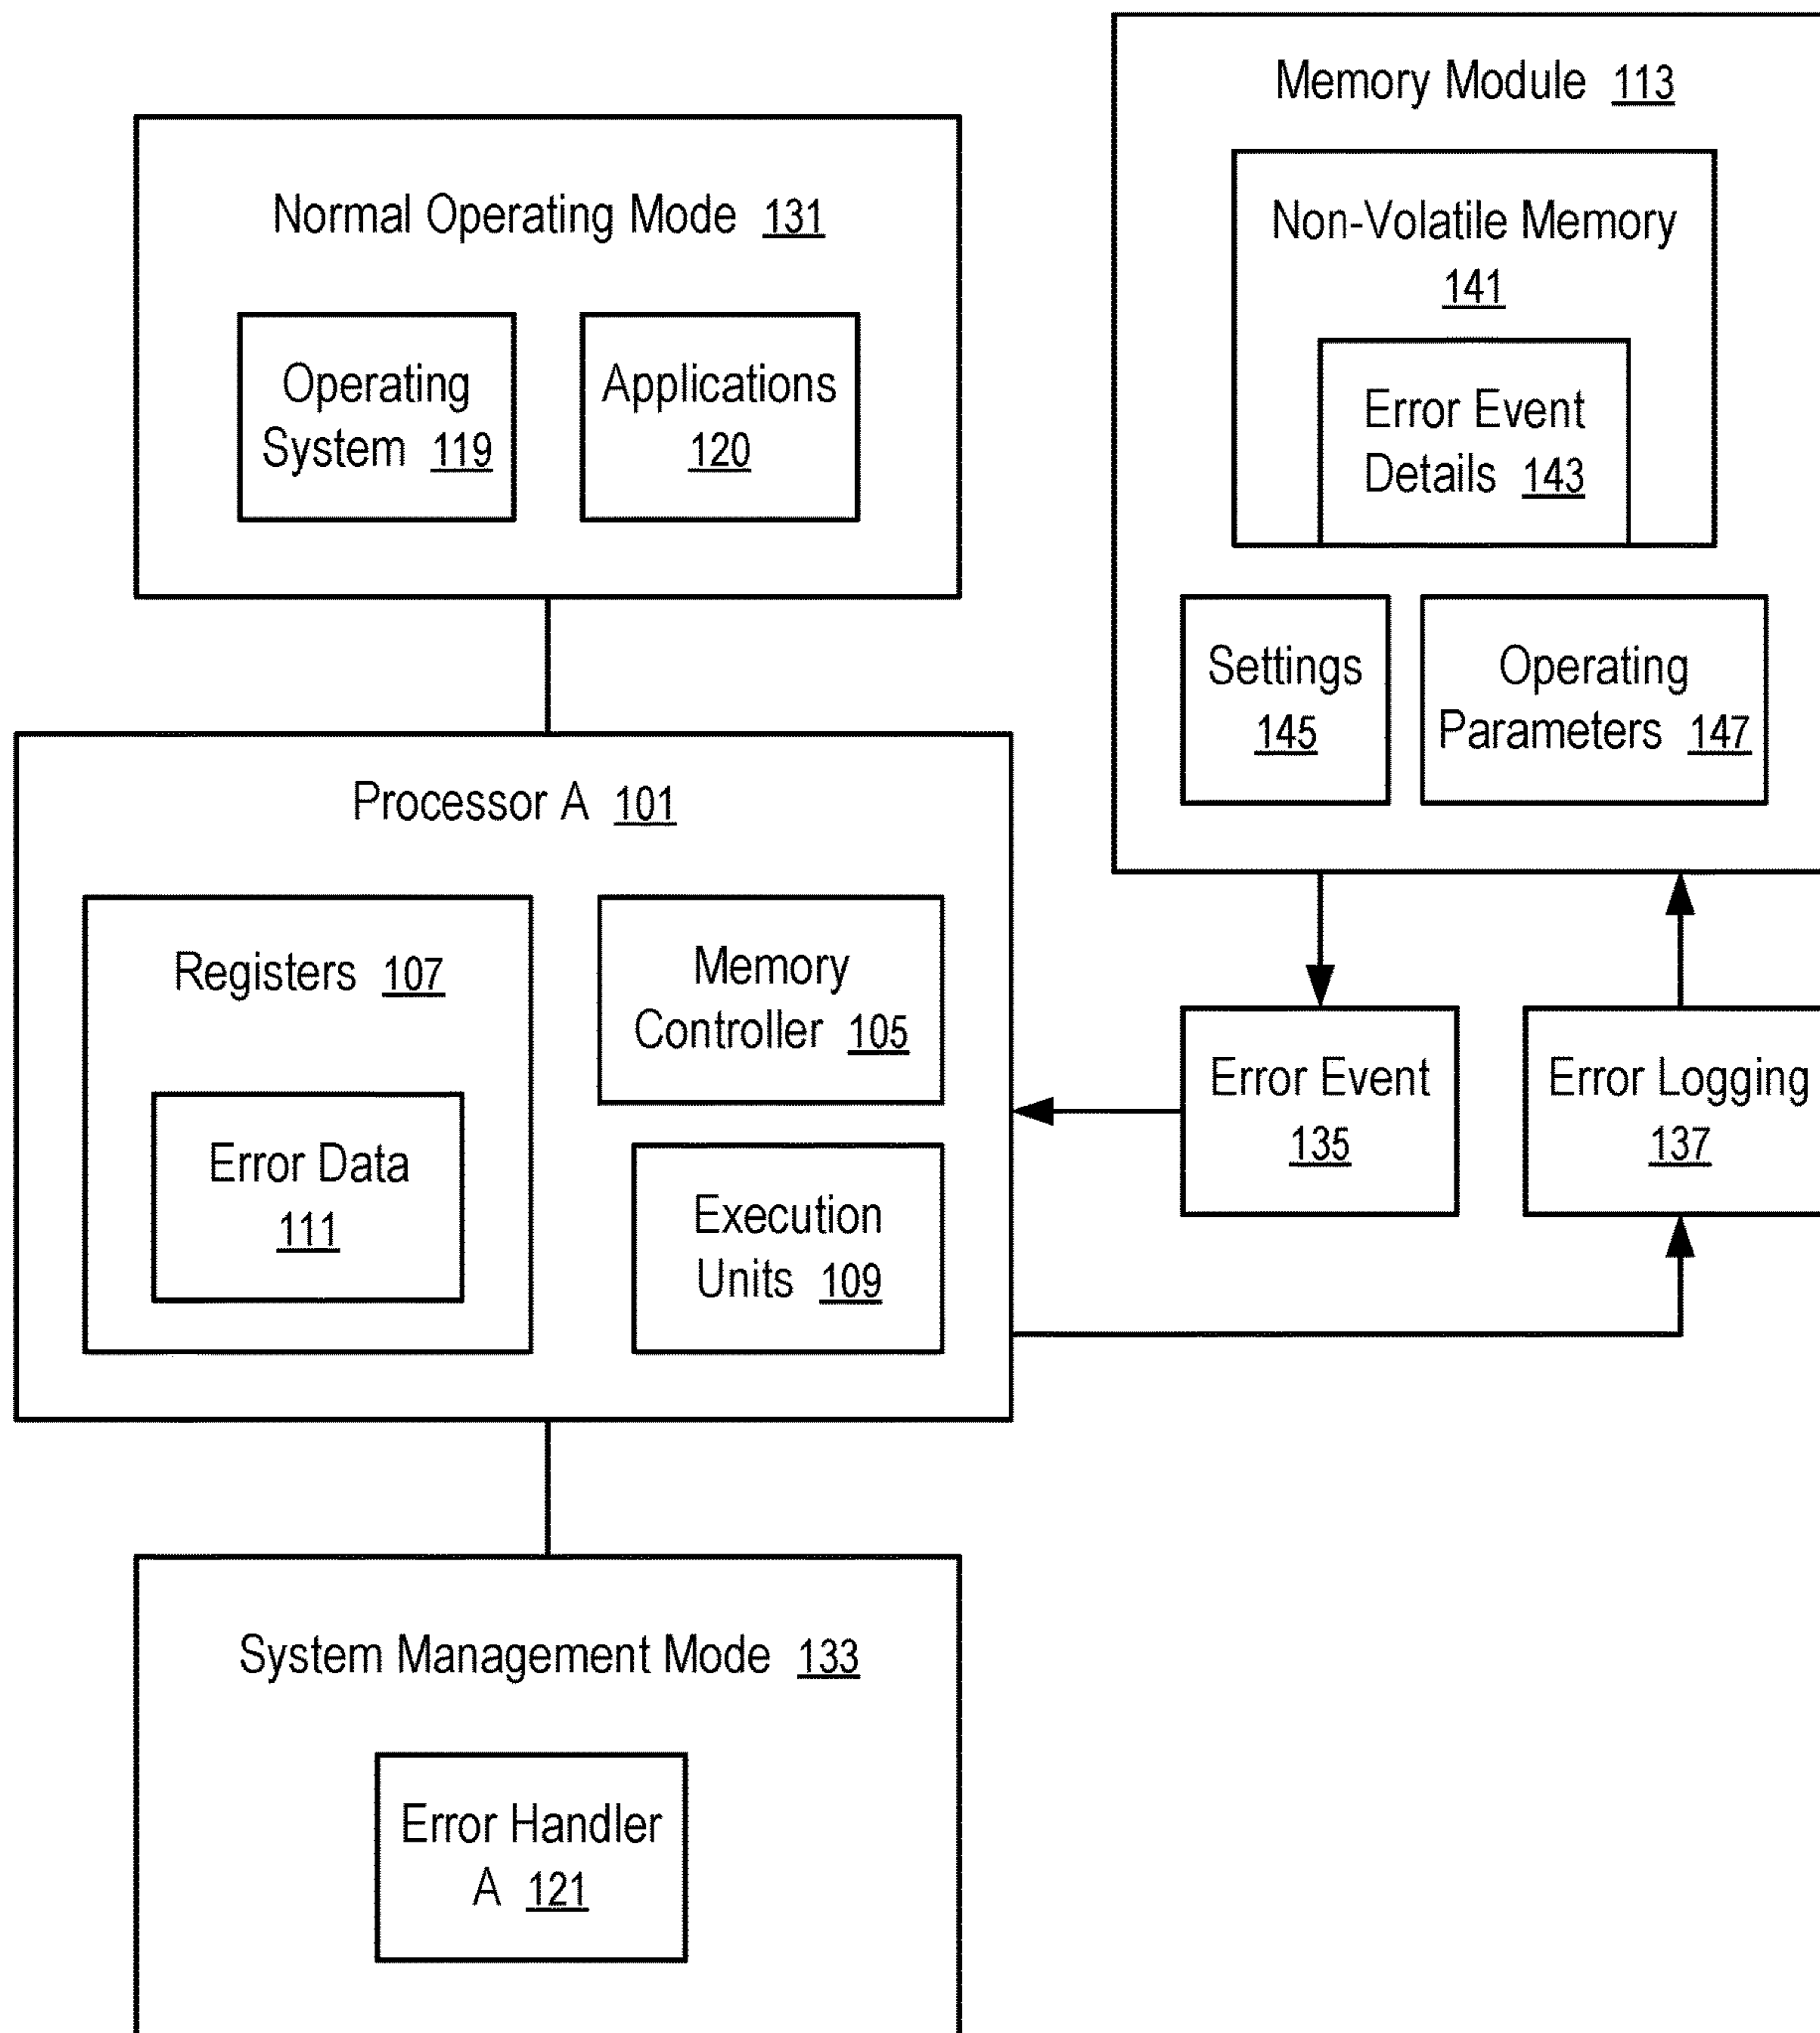 Memory Module 113
Non-Volatile Memory
141
Error Event
Details 143
Settings
145
Operating
Parameters 147
Normal Operating Mode 131
Operating
System 119
Applications
120
Processor A 101
Registers 107
Error Data
111
Memory
Controller 105
Execution
Units 109
Error Event
135
Error Logging
137
System Management Mode 133
Error Handler
A 121